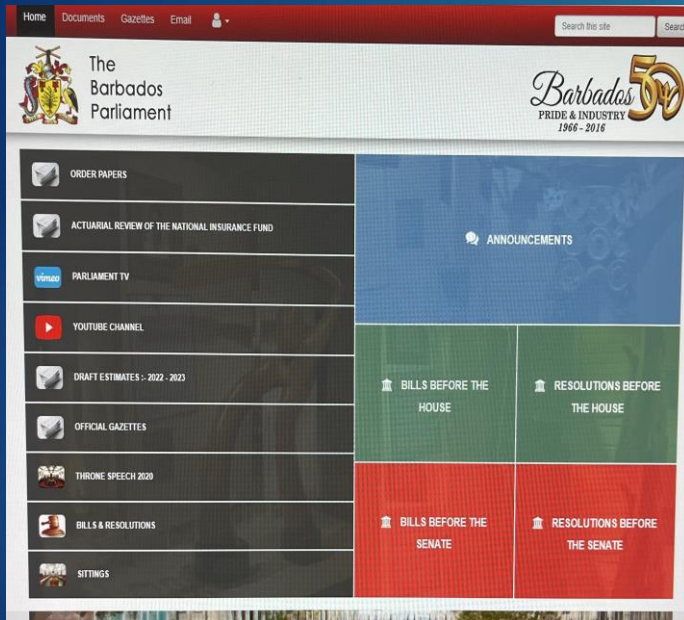 Home Documents Gazettes Email
Search this site
Search
The
Barbados
Parliament
Barbados 50
PRIDE & INDUSTRY
1966 - 2016
ORDER PAPERS
ACTUARIAL REVIEW OF THE NATIONAL INSURANCE FUND
vimeo PARLIAMENT TV
YOUTUBE CHANNEL
DRAFT ESTIMATES :- 2022 - 2023
OFFICIAL GAZETTES
THRONE SPEECH 2020
BILLS & RESOLUTIONS
SITTINGS
ANNOUNCEMENTS
BILLS BEFORE THE
HOUSE
RESOLUTIONS BEFORE
THE HOUSE
BILLS BEFORE THE
SENATE
RESOLUTIONS BEFORE
THE SENATE